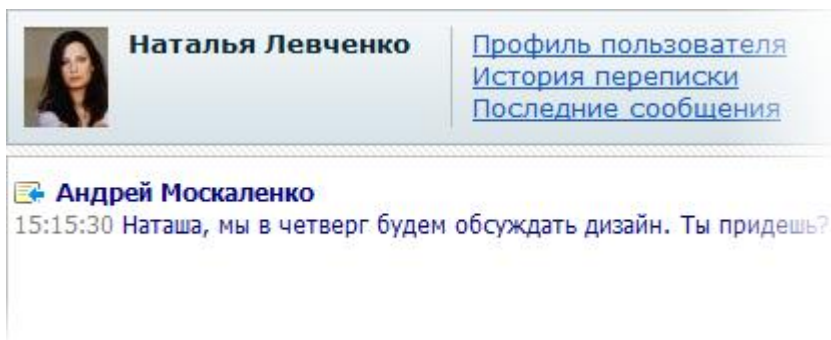 Наталья Левченко
Профиль пользователя
История переписки
Последние сообщения
Андрей Москаленко
15:15:30 Наташа, мы в четверг будем обсуждать дизайн. Ты придешь?